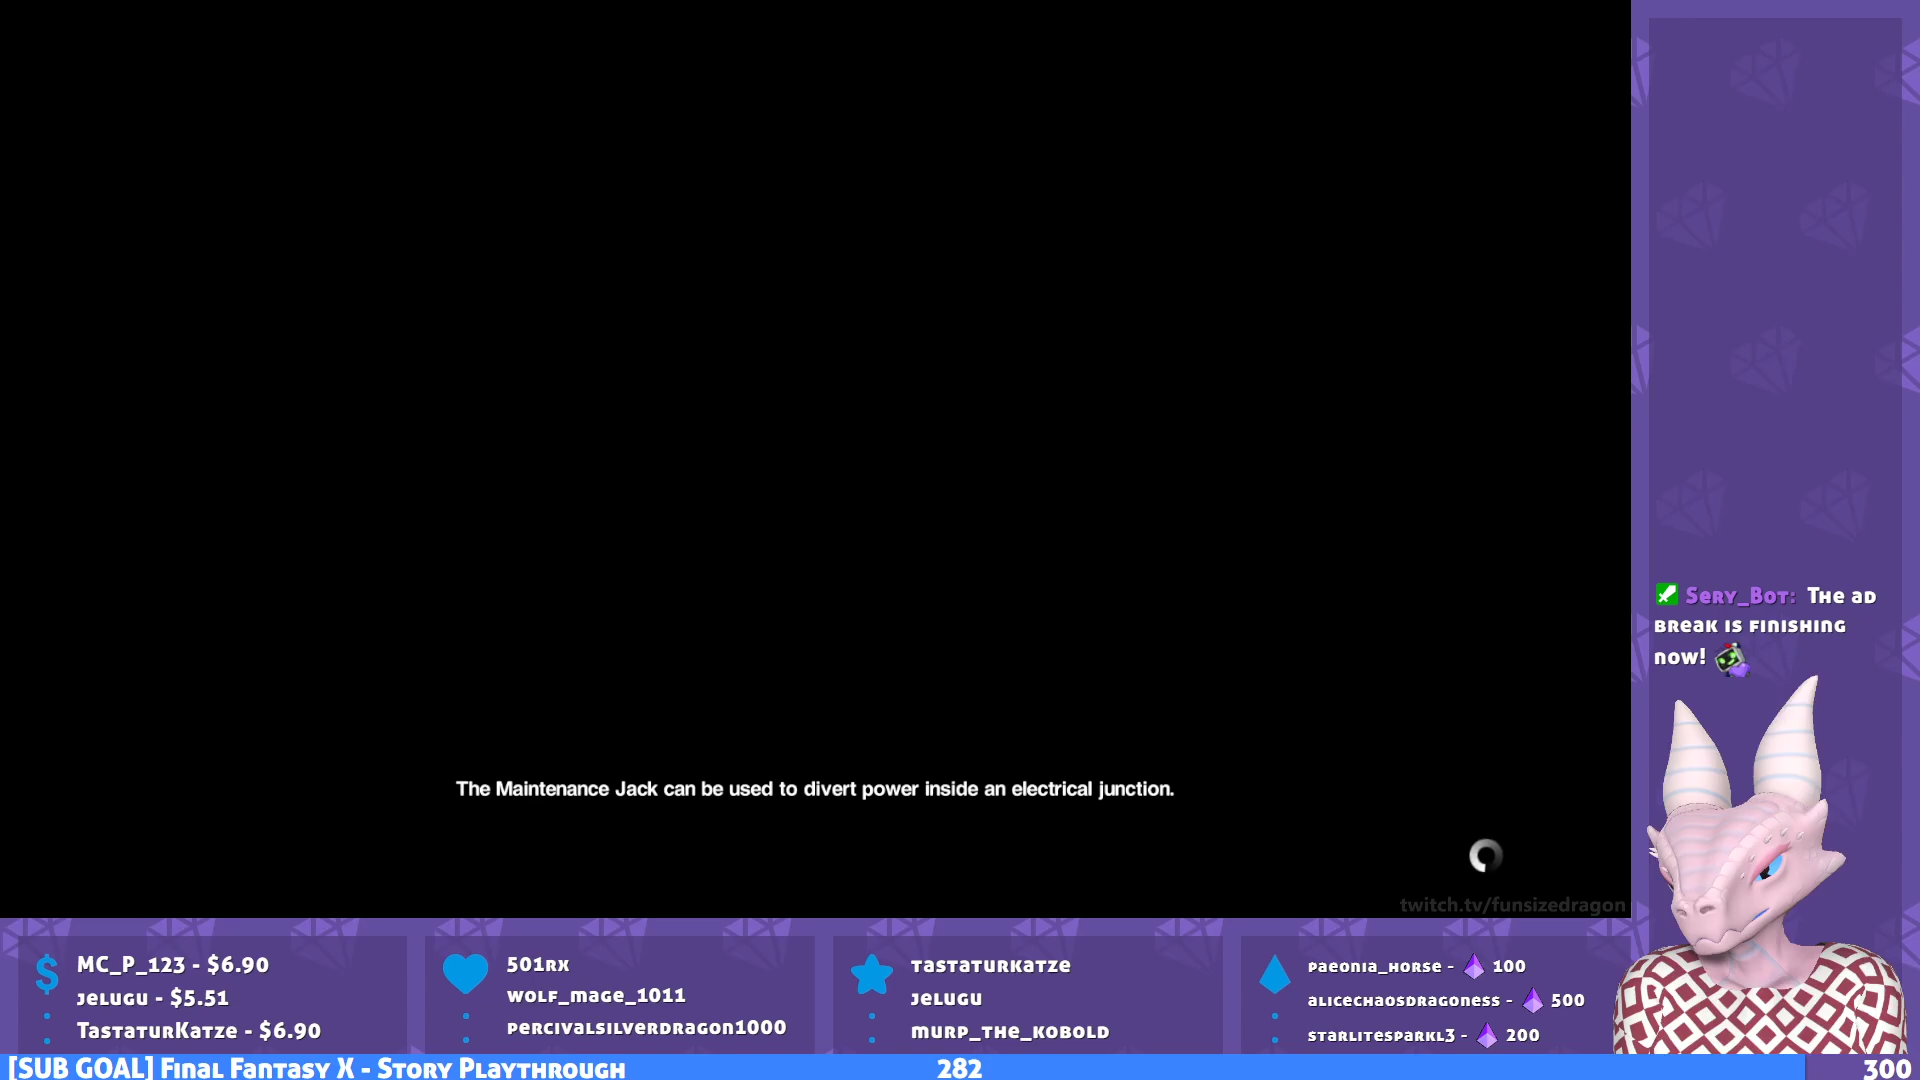 The Maintenance Jack can be used to divert power inside an electrical junction.
twitch.tv/funsizedragon
Sery_Bot: The ad
break is finishing
now!
MC_P_123 - $6.90
jelugu - $5.51
TastaturKatze - $6.90
501rx
wolf_mage_1011
percivalsilverdragon1000
tastaturkatze
jelugu
murp_the_kobold
paeonia_horse - 100
alicechaosdragoness - 500
starlitesparkl3 - 200
[SUB GOAL] Final Fantasy X - Story Playthrough 282 300